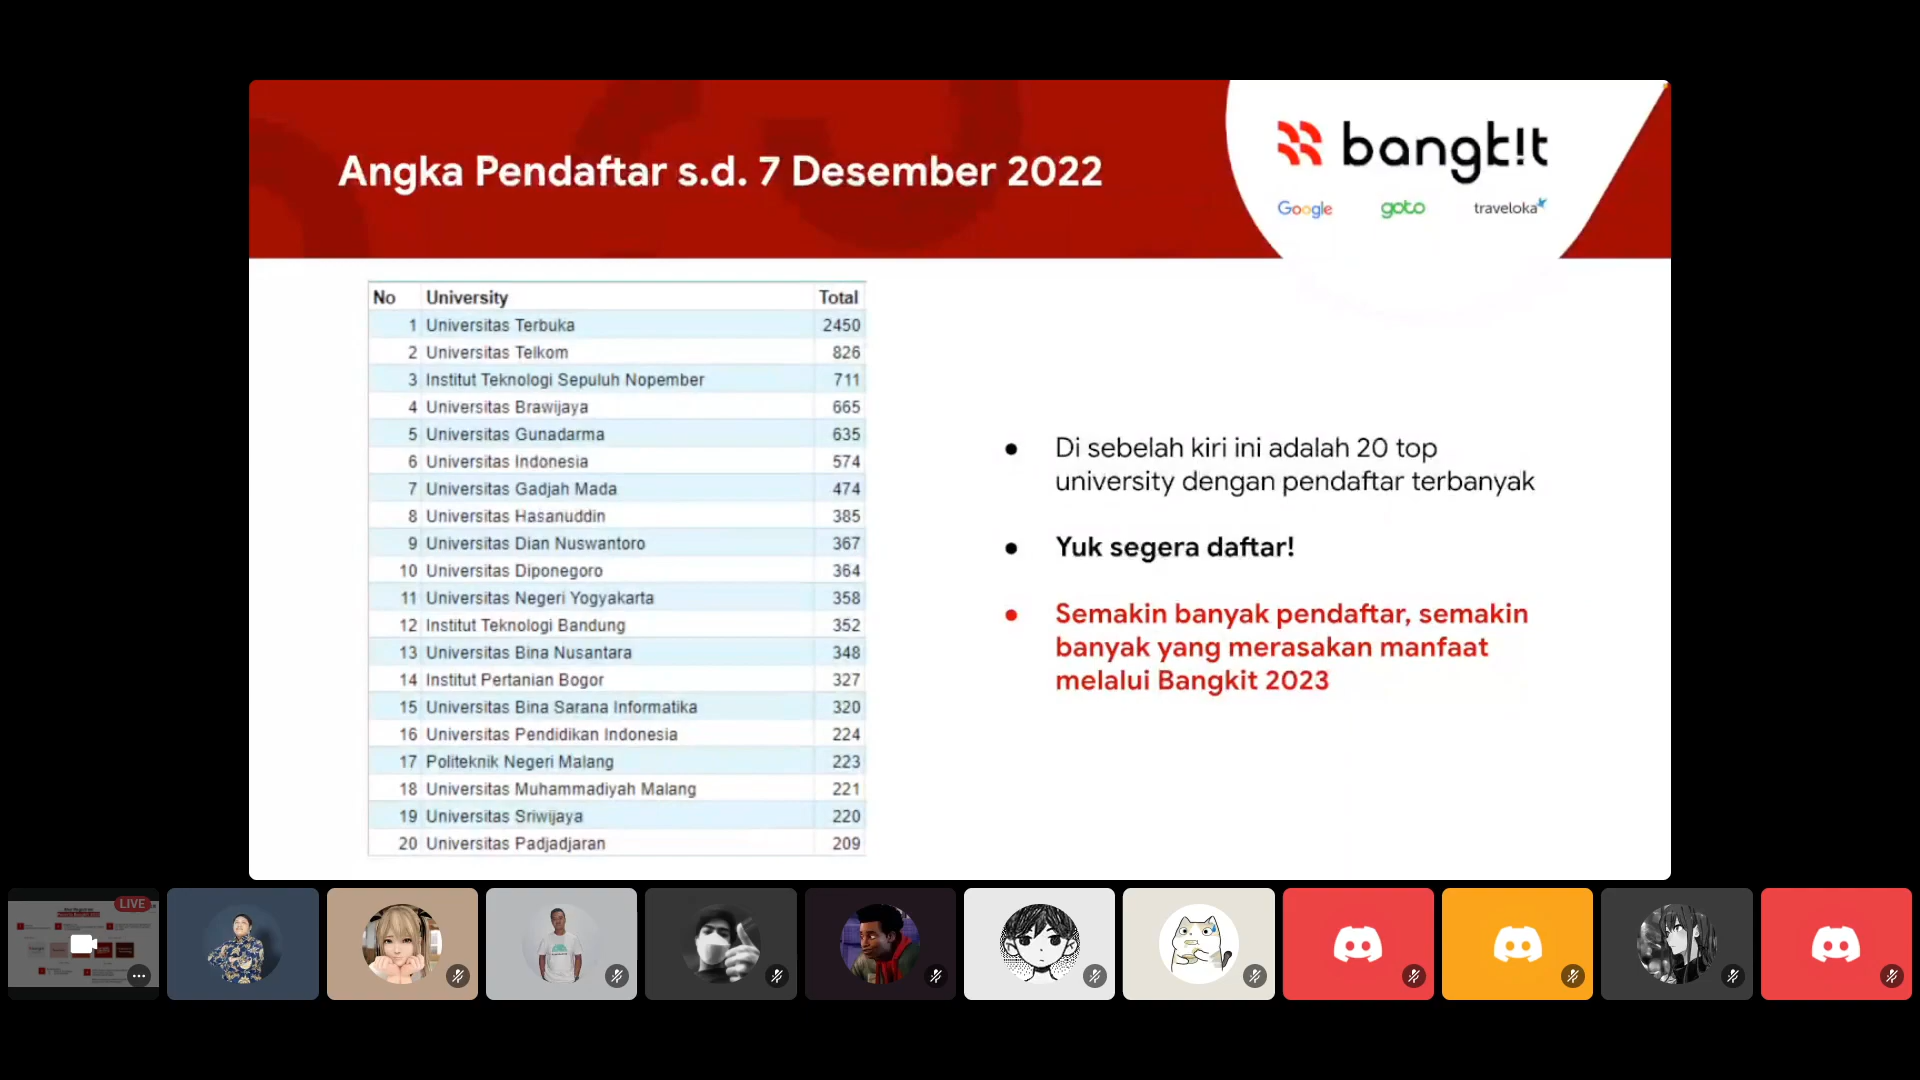 Angka Pendaftar s.d. 7 Desember 2022
bangk!t
Google goto traveloka
No University Total
1 Universitas Terbuka 2450
2 Universitas Telkom 826
3 Institut Teknologi Sepuluh Nopember 711
4 Universitas Brawijaya 665
5 Universitas Gunadarma 635
6 Universitas Indonesia 574
7 Universitas Gadjah Mada 474
8 Universitas Hasanuddin 385
9 Universitas Dian Nuswantoro 367
10 Universitas Diponegoro 364
11 Universitas Negeri Yogyakarta 358
12 Institut Teknologi Bandung 352
13 Universitas Bina Nusantara 348
14 Institut Pertanian Bogor 327
15 Universitas Bina Sarana Informatika 320
16 Universitas Pendidikan Indonesia 224
17 Politeknik Negeri Malang 223
18 Universitas Muhammadiyah Malang 221
19 Universitas Sriwijaya 220
20 Universitas Padjadjaran 209
● Di sebelah kiri ini adalah 20 top
university dengan pendaftar terbanyak
● Yuk segera daftar!
● Semakin banyak pendaftar, semakin
banyak yang merasakan manfaat
melalui Bangkit 2023
LIVE